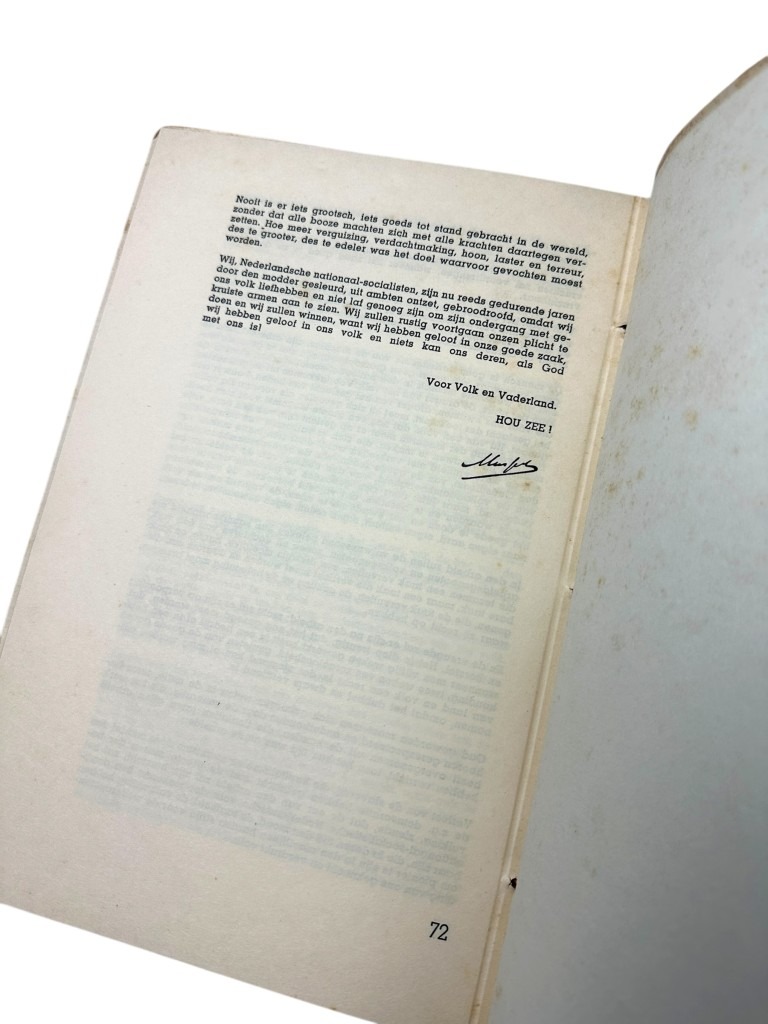 Nooit is er iets grootsch, iets goeds tot stand gebracht in de wereld,
zonder dat alle booze machten zich met alle krachten daartegen ver-
zetten. Hoe meer verguizing, verdachtmaking, hoon, laster en terreur,
des te grooter, des te edeler was het doel waarvoor gevochten moest
worden.
Wij, Nederlandsche nationaal-socialisten, zijn nu reeds gedurende jaren
door den modder gesleurd, uit ambten ontzet, gebroodroofd, omdat wij
ons volk liefhebben en niet laf genoeg zijn om zijn ondergang met ge-
kruiste armen aan te zien. Wij zullen rustig voortgaan onzen plicht te
doen en wij zullen winnen, want wij hebben geloof in onze goede zaak,
wij hebben geloof in ons volk en niets kan ons deren, als God
met ons is!
Voor Volk en Vaderland.
HOU ZEE !
72